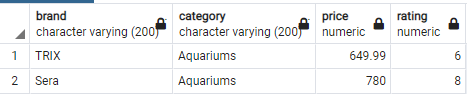 brand category price rating
character varying (200) character varying (200) numeric numeric
1 TRIX Aquariums 649.99 6
2 Sera Aquariums 780 8